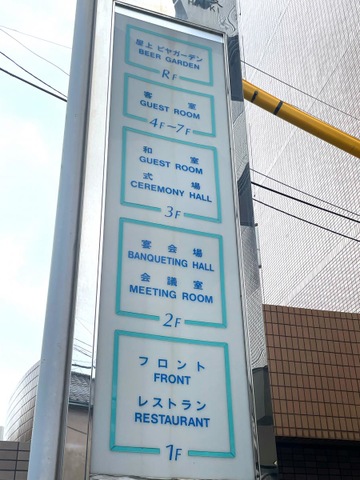 屋上 ビヤガーデン
BEER GARDEN
RF
客室
GUEST ROOM
4F-7F
和室
GUEST ROOM
式場
CEREMONY HALL
3F
宴会場
BANQUETING HALL
会議室
MEETING ROOM
2F
フロント
FRONT
レストラン
RESTAURANT
1F